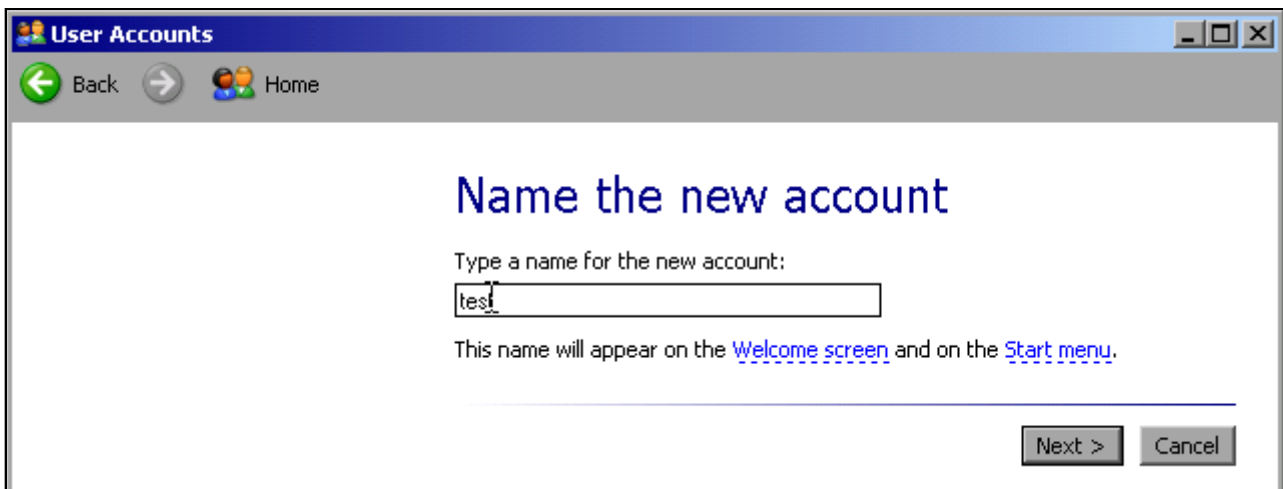 User Accounts
Back Home
Name the new account
Type a name for the new account:
test
This name will appear on the Welcome screen and on the Start menu.
Next > Cancel